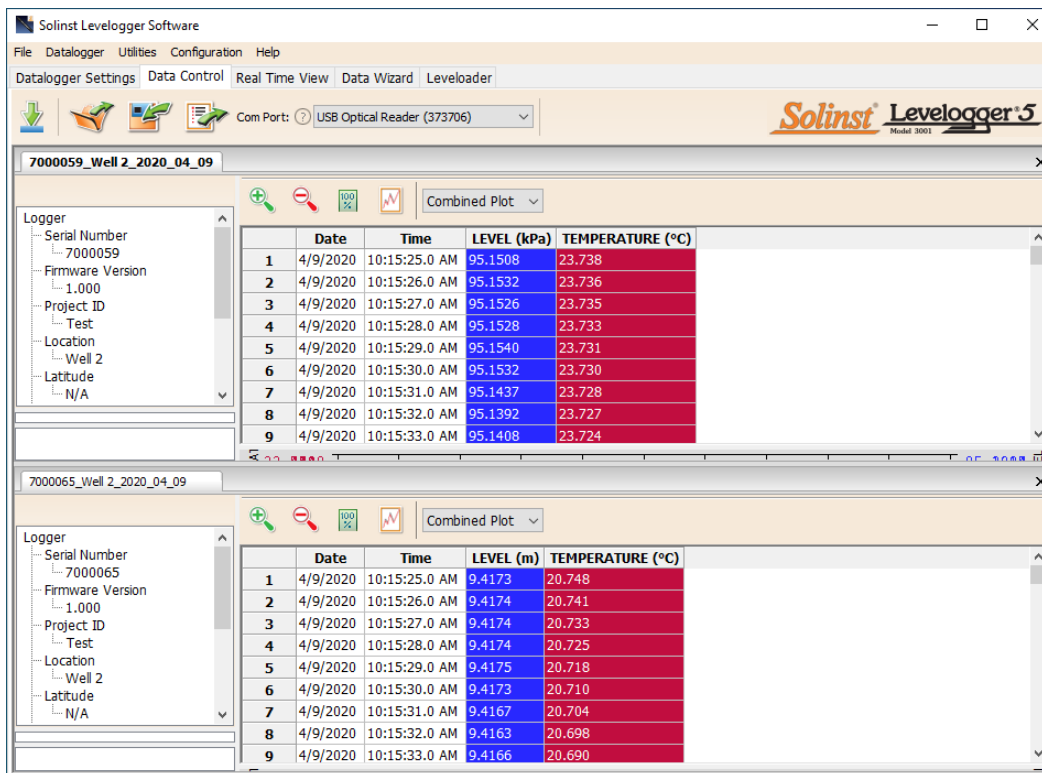 Solinst Levelogger Software
File Datalogger Utilities Configuration Help
Datalogger Settings Data Control Real Time View Data Wizard Leveloader
Com Port: ? USB Optical Reader (373706)
Solinst® Levelogger® 5
Model 3001
7000059_Well 2_2020_04_09
100 %
Combined Plot
Logger
Serial Number
7000059
Firmware Version
1.000
Project ID
Test
Location
Well 2
Latitude
N/A
Date Time LEVEL (kPa) TEMPERATURE (°C)
1 4/9/2020 10:15:25.0 AM 95.1508 23.738
2 4/9/2020 10:15:26.0 AM 95.1532 23.736
3 4/9/2020 10:15:27.0 AM 95.1526 23.735
4 4/9/2020 10:15:28.0 AM 95.1528 23.733
5 4/9/2020 10:15:29.0 AM 95.1540 23.731
6 4/9/2020 10:15:30.0 AM 95.1532 23.730
7 4/9/2020 10:15:31.0 AM 95.1437 23.728
8 4/9/2020 10:15:32.0 AM 95.1392 23.727
9 4/9/2020 10:15:33.0 AM 95.1408 23.724
7000065_Well 2_2020_04_09
100 %
Combined Plot
Logger
Serial Number
7000065
Firmware Version
1.000
Project ID
Test
Location
Well 2
Latitude
N/A
Date Time LEVEL (m) TEMPERATURE (°C)
1 4/9/2020 10:15:25.0 AM 9.4173 20.748
2 4/9/2020 10:15:26.0 AM 9.4174 20.741
3 4/9/2020 10:15:27.0 AM 9.4174 20.733
4 4/9/2020 10:15:28.0 AM 9.4174 20.725
5 4/9/2020 10:15:29.0 AM 9.4175 20.718
6 4/9/2020 10:15:30.0 AM 9.4173 20.710
7 4/9/2020 10:15:31.0 AM 9.4167 20.704
8 4/9/2020 10:15:32.0 AM 9.4163 20.698
9 4/9/2020 10:15:33.0 AM 9.4166 20.690